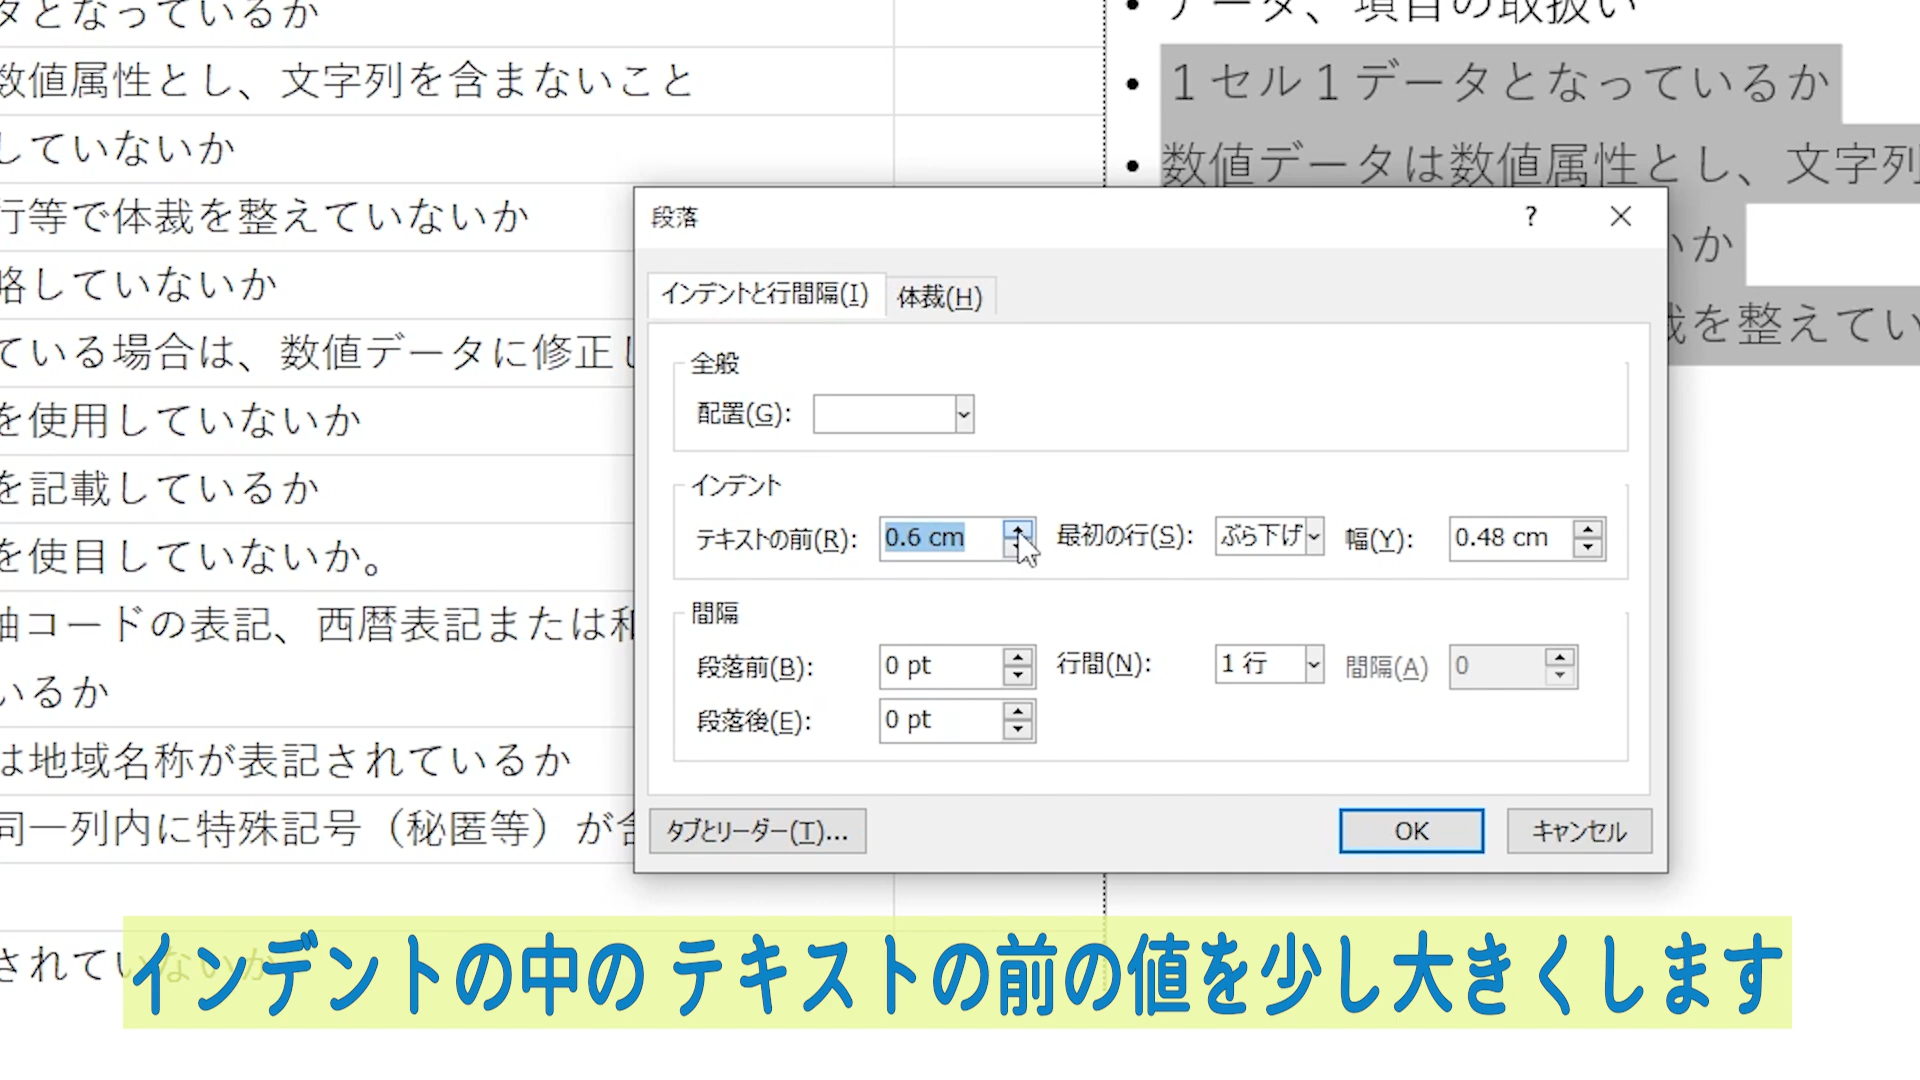 タとなっているか
数値属性とし、文字列を含まないこと
していないか
行等で体裁を整えていないか
略していないか
ている場合は、数値データに修正し
を使用していないか
を記載しているか
を使目していないか。
コードの表記、西暦表記または和
いるか
は地域名称が表記されているか
同一列内に特殊記号（秘匿等）が含
されていないか
• データ、項目の取扱い
• １セル１データとなっているか
• 数値データは数値属性とし、文字列
いか
裁を整えてい
段落
?
インデントと行間隔(I)
体裁(H)
全般
配置(G):
インデント
テキストの前(R): 0.6 cm 最初の行(S): ぶら下げ 幅(Y): 0.48 cm
間隔
段落前(B): 0 pt 行間(N): 1 行 間隔(A) 0
段落後(E): 0 pt
タブとリーダー(T)... OK キャンセル
インデントの中の テキストの前の値を少し大きくします